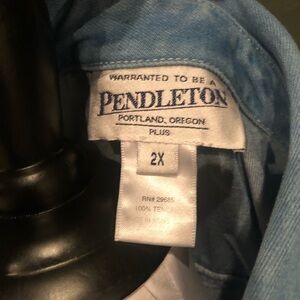 WARRANTED TO BE A
PENDLETON
PORTLAND, OREGON
PLUS
2X
RN# 29685
100%